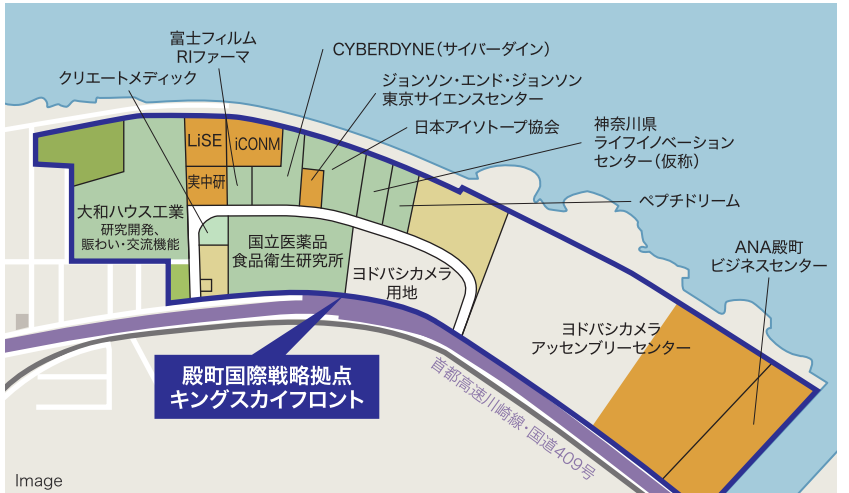 富士フィルム
RIファーマ
クリエートメディック
CYBERDYNE（サイバーダイン）
ジョンソン・エンド・ジョンソン
東京サイエンスセンター
日本アイソトープ協会
神奈川県
ライフイノベーション
センター（仮称）
ペプチドリーム
ANA殿町
ビジネスセンター
LiSE
iCONM
実中研
大和ハウス工業
研究開発、
賑わい・交流機能
国立医薬品
食品衛生研究所
ヨドバシカメラ
用地
ヨドバシカメラ
アッセンブリーセンター
殿町国際戦略拠点
キングスカイフロント
首都高速川崎線・国道409号
Image